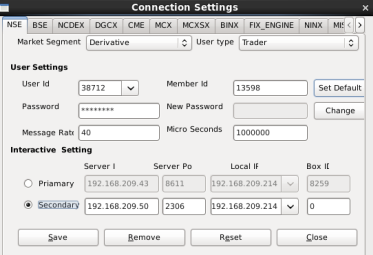 Connection Settings
NSE BSE NCDEX DGCX CME MCX MCXSX BINX FIX_ENGINE NINX MIS
Market Segment Derivative User type Trader
User Settings
User Id 38712 Member Id 13598 Set Default
Password ******** New Password Change
Message Rate 40 Micro Seconds 1000000
Interactive Setting
Server I Server Po Local IF Box II
Priamary 192.168.209.43 8611 192.168.209.214 8259
Secondary 192.168.209.50 2306 192.168.209.214 0
Save Remove Reset Close